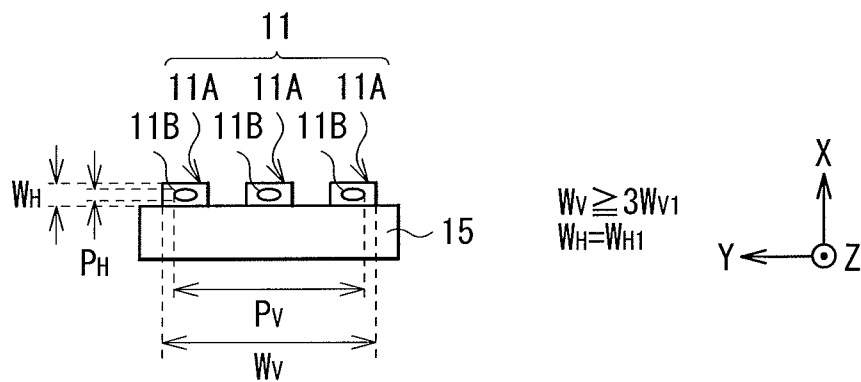 11
11A 11A 11A
11B 11B 11B
WH
PH
15
PV
WV
WV≧3WV1
WH=WH1
X
Y
Z